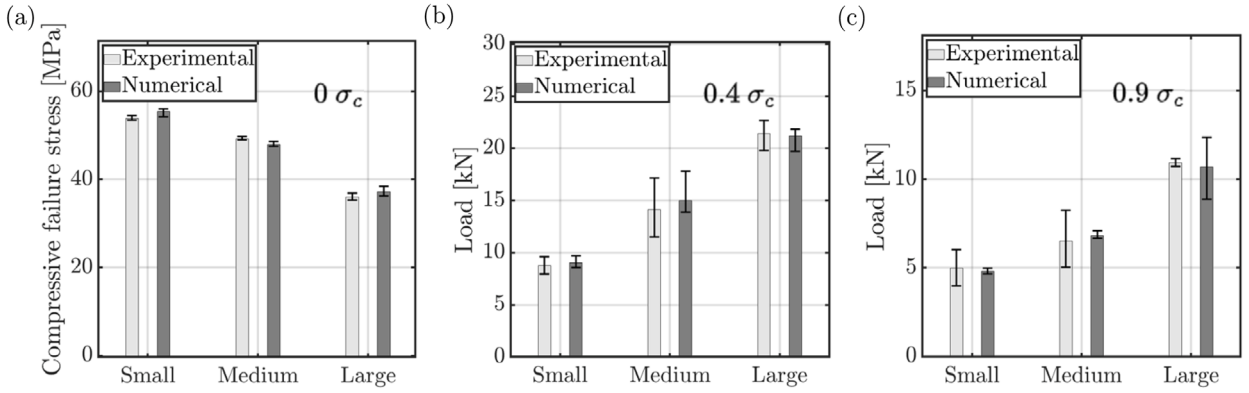 (a)
Compressive failure stress [MPa]
60
40
20
0
Experimental
Numerical
0 σc
Small Medium Large
(b)
Load [kN]
30
25
20
15
10
5
0
Experimental
Numerical
0.4 σc
Small Medium Large
(c)
Load [kN]
15
10
5
0
Experimental
Numerical
0.9 σc
Small Medium Large